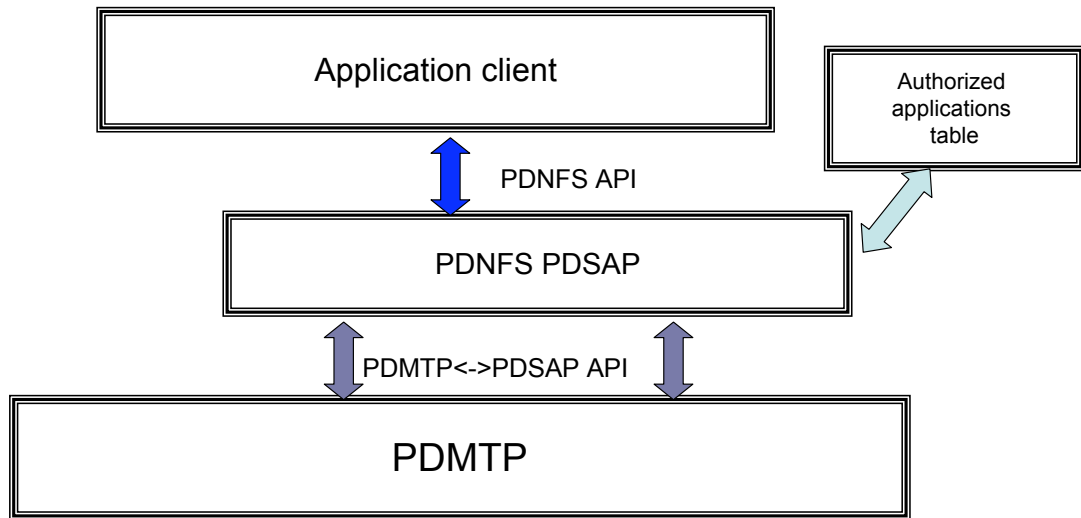 Application client
Authorized
applications
table
PDNFS API
PDNFS PDSAP
PDMTP<->PDSAP API
PDMTP